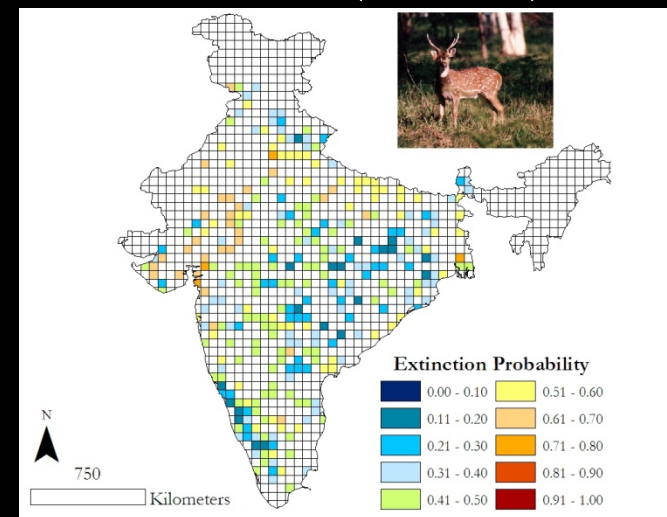 Extinction Probability
0.00 - 0.10 0.51 - 0.60
0.11 - 0.20 0.61 - 0.70
0.21 - 0.30 0.71 - 0.80
0.31 - 0.40 0.81 - 0.90
0.41 - 0.50 0.91 - 1.00
N
750
Kilometers